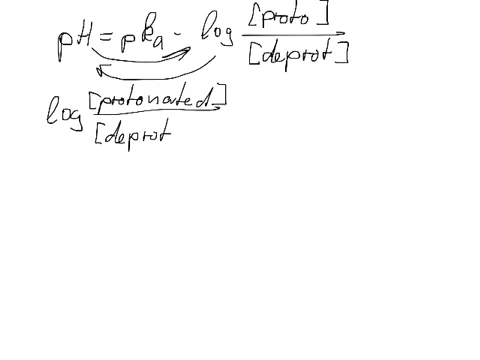 pH = pka - log [proto] / [deprot]
log [protonated] / [deprot